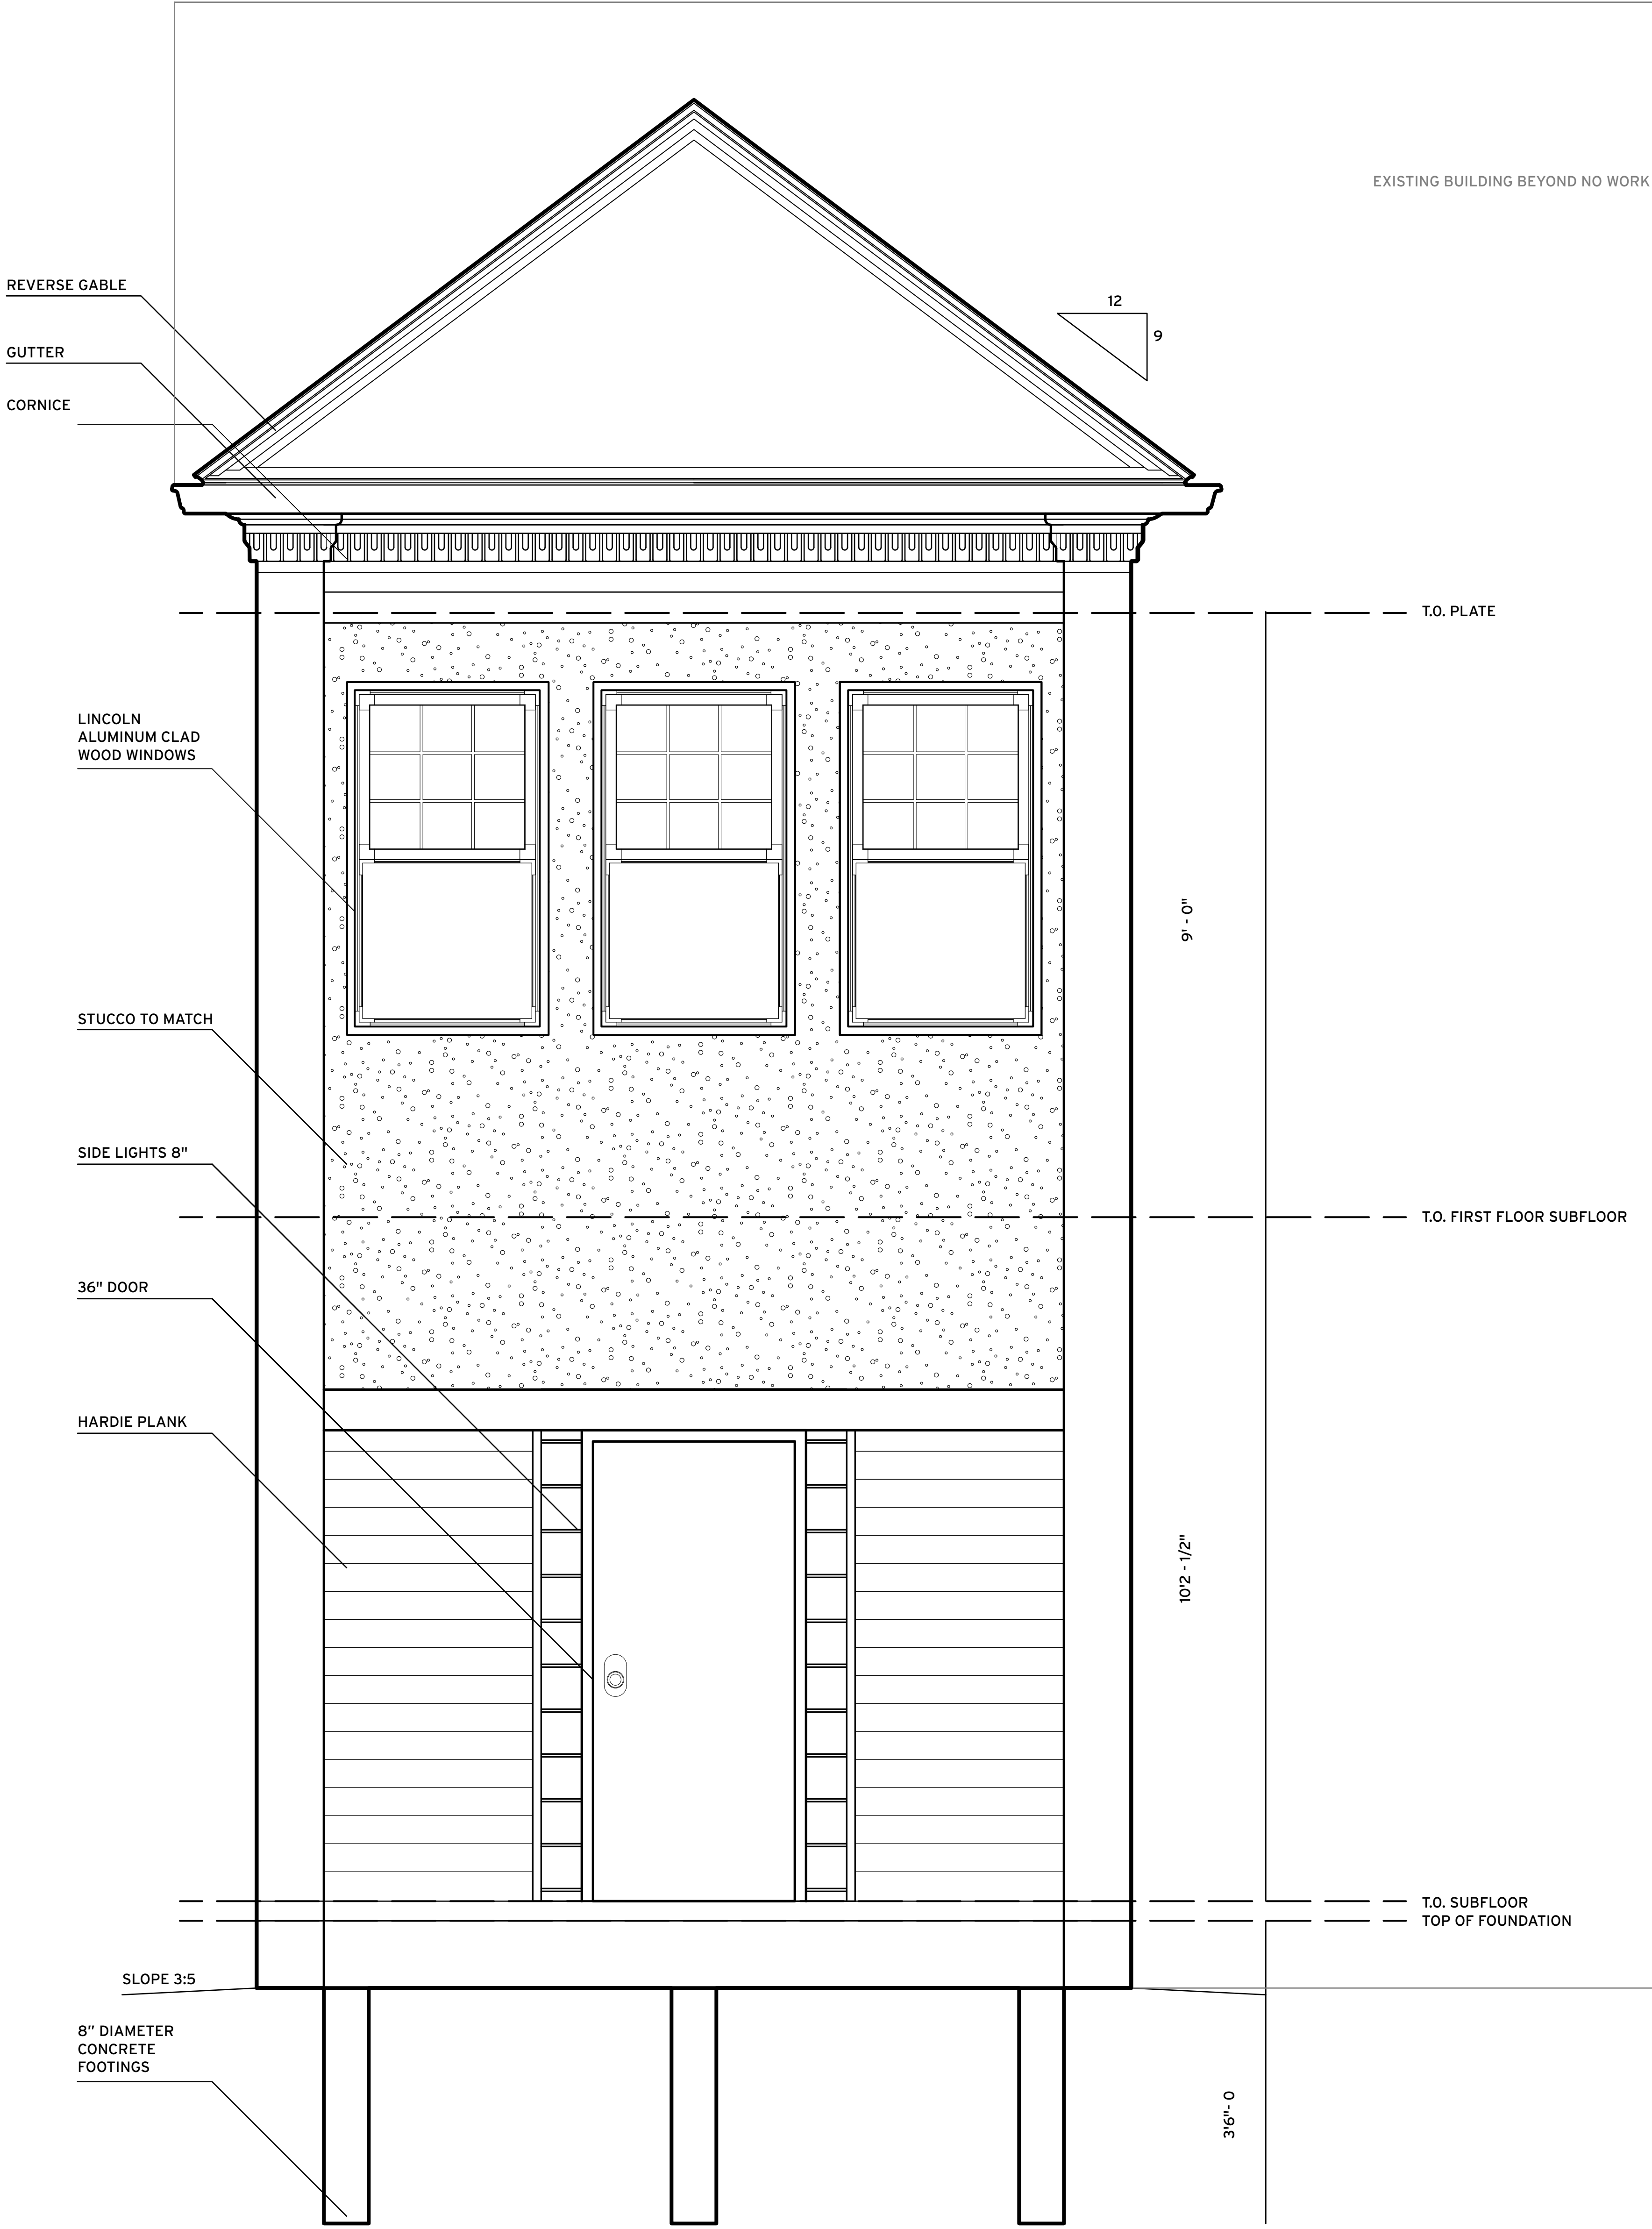 EXISTING BUILDING BEYOND NO WORK
REVERSE GABLE
12
9
GUTTER
CORNICE
T.O. PLATE
LINCOLN
ALUMINUM CLAD
WOOD WINDOWS
9' - 0"
STUCCO TO MATCH
SIDE LIGHTS 8"
T.O. FIRST FLOOR SUBFLOOR
36" DOOR
HARDIE PLANK
10'2 - 1/2"
T.O. SUBFLOOR
TOP OF FOUNDATION
SLOPE 3:5
8" DIAMETER
CONCRETE
FOOTINGS
3'6"- 0